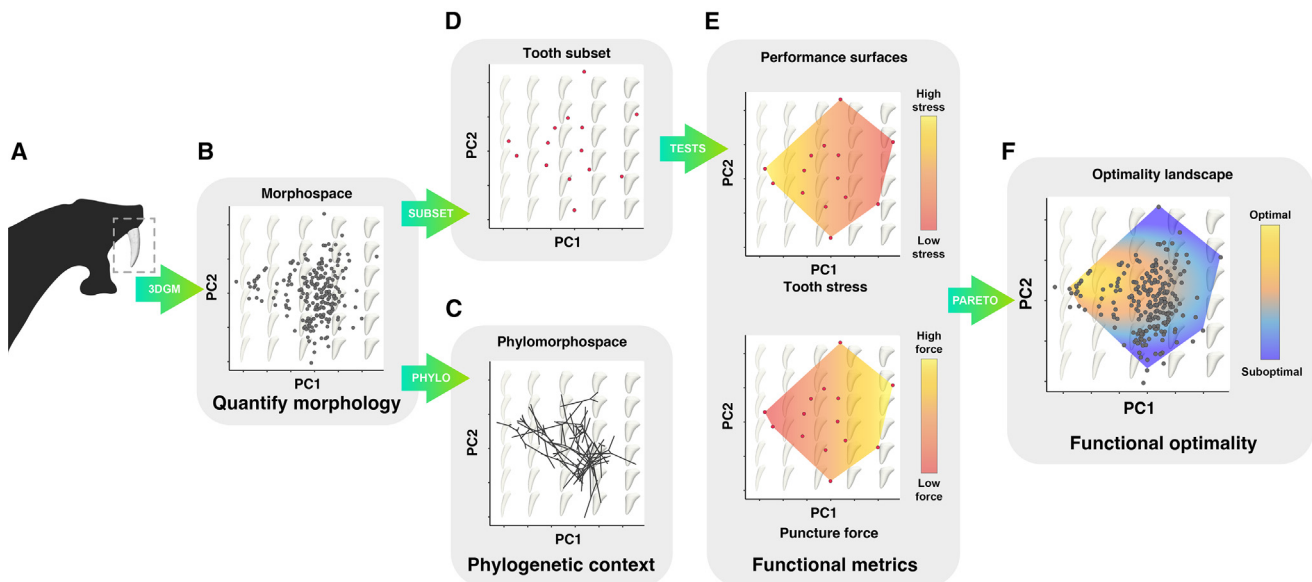 A
3DGM
B
Morphospace
PC2
PC1
Quantify morphology
SUBSET
PHYLO
D
Tooth subset
PC2
PC1
C
Phylomorphospace
PC2
PC1
Phylogenetic context
TESTS
E
Performance surfaces
PC2
PC1
Tooth stress
High
stress
Low
stress
PC2
PC1
Puncture force
High
force
Low
force
Functional metrics
PARETO
F
Optimality landscape
PC2
PC1
Optimal
Suboptimal
Functional optimality